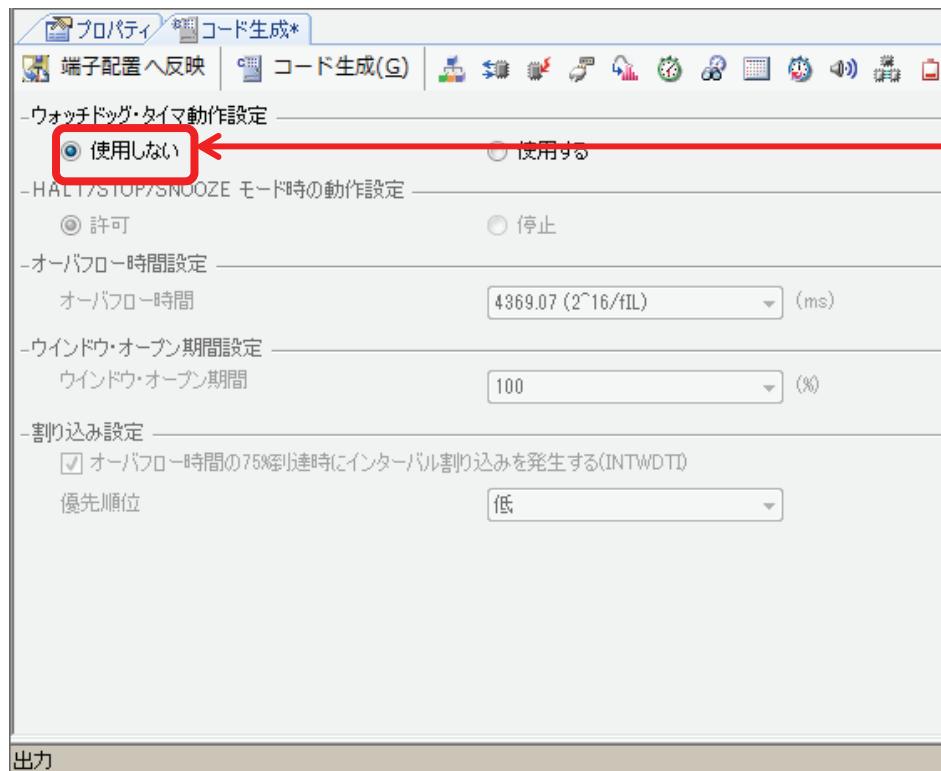 プロパティ コード生成*
端子配置へ反映 コード生成(G)
ウォッチドッグ・タイマ動作設定
使用しない 使用する
HALT/STOP/SNOOZE モード時の動作設定
許可 停止
オーバフロー時間設定
オーバフロー時間 4369.07 (2^16/fIL) (ms)
ウインドウ・オープン期間設定
ウインドウ・オープン期間 100 (%)
割り込み設定
オーバフロー時間の75%到達時にインターバル割り込みを発生する(INTWDTI)
優先順位 低
出力